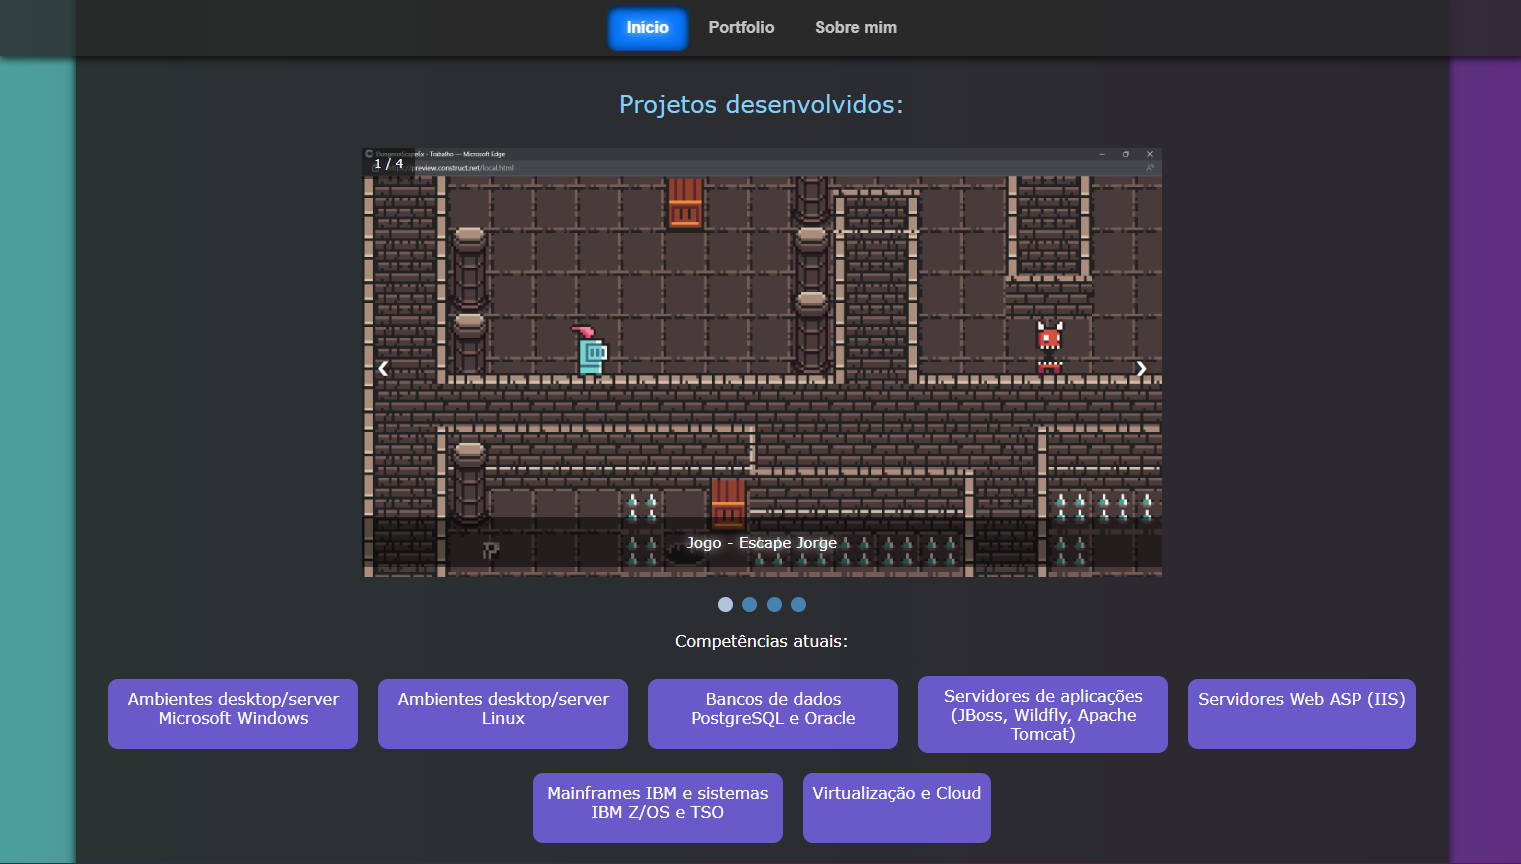 Início Portfolio Sobre mim
Projetos desenvolvidos:
- Trabalho — Microsoft Edge
1 / 4
preview.construct.net/local.html
Jogo - Escape Jorge
Competências atuais:
Ambientes desktop/server
Microsoft Windows
Ambientes desktop/server
Linux
Bancos de dados
PostgreSQL e Oracle
Servidores de aplicações
(JBoss, Wildfly, Apache
Tomcat)
Servidores Web ASP (IIS)
Mainframes IBM e sistemas
IBM Z/OS e TSO
Virtualização e Cloud